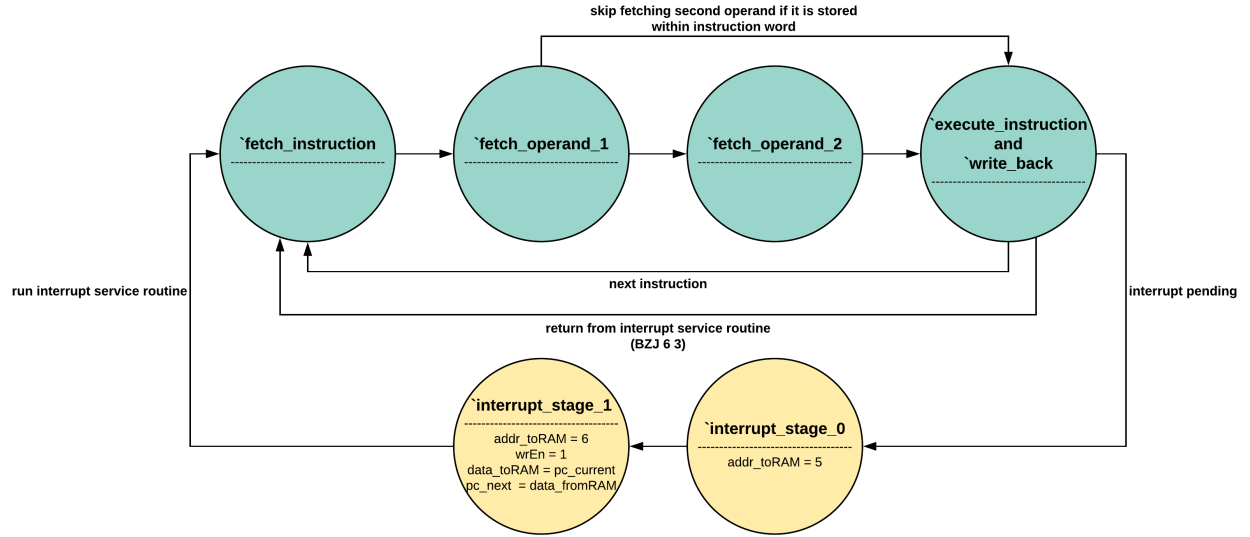 skip fetching second operand if it is stored
within instruction word
`fetch_instruction
`fetch_operand_1
`fetch_operand_2
`execute_instruction
and
`write_back
next instruction
run interrupt service routine
interrupt pending
return from interrupt service routine
(BZJ 6 3)
`interrupt_stage_1
addr_toRAM = 6
wrEn = 1
data_toRAM = pc_current
pc_next = data_fromRAM
`interrupt_stage_0
addr_toRAM = 5